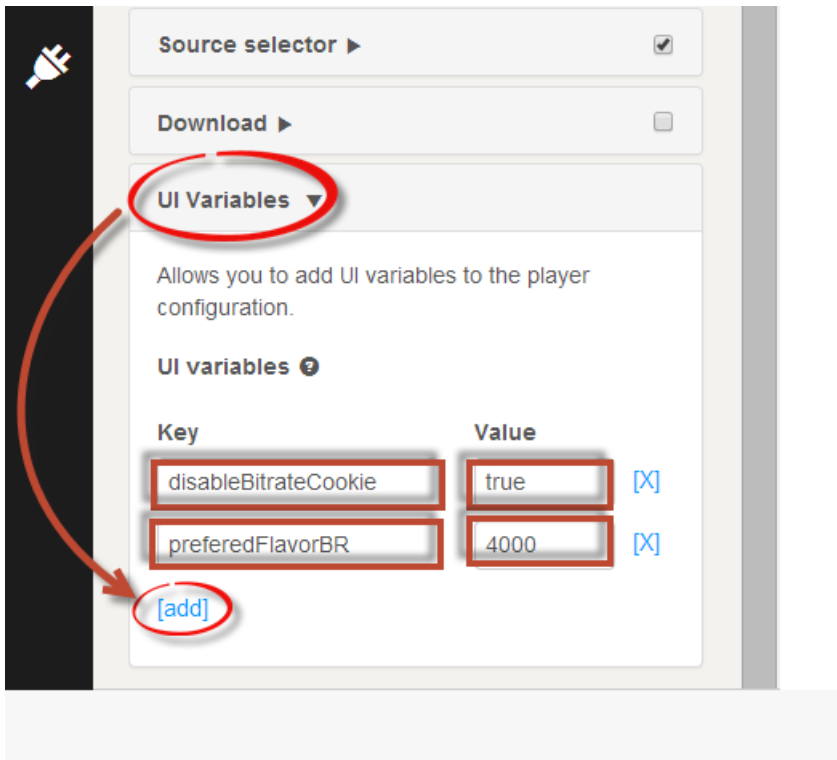 Source selector ▶
Download ▶
UI Variables ▼
Allows you to add UI variables to the player
configuration.
UI variables ?
Key Value
disableBitrateCookie true [X]
preferedFlavorBR 4000 [X]
[add]